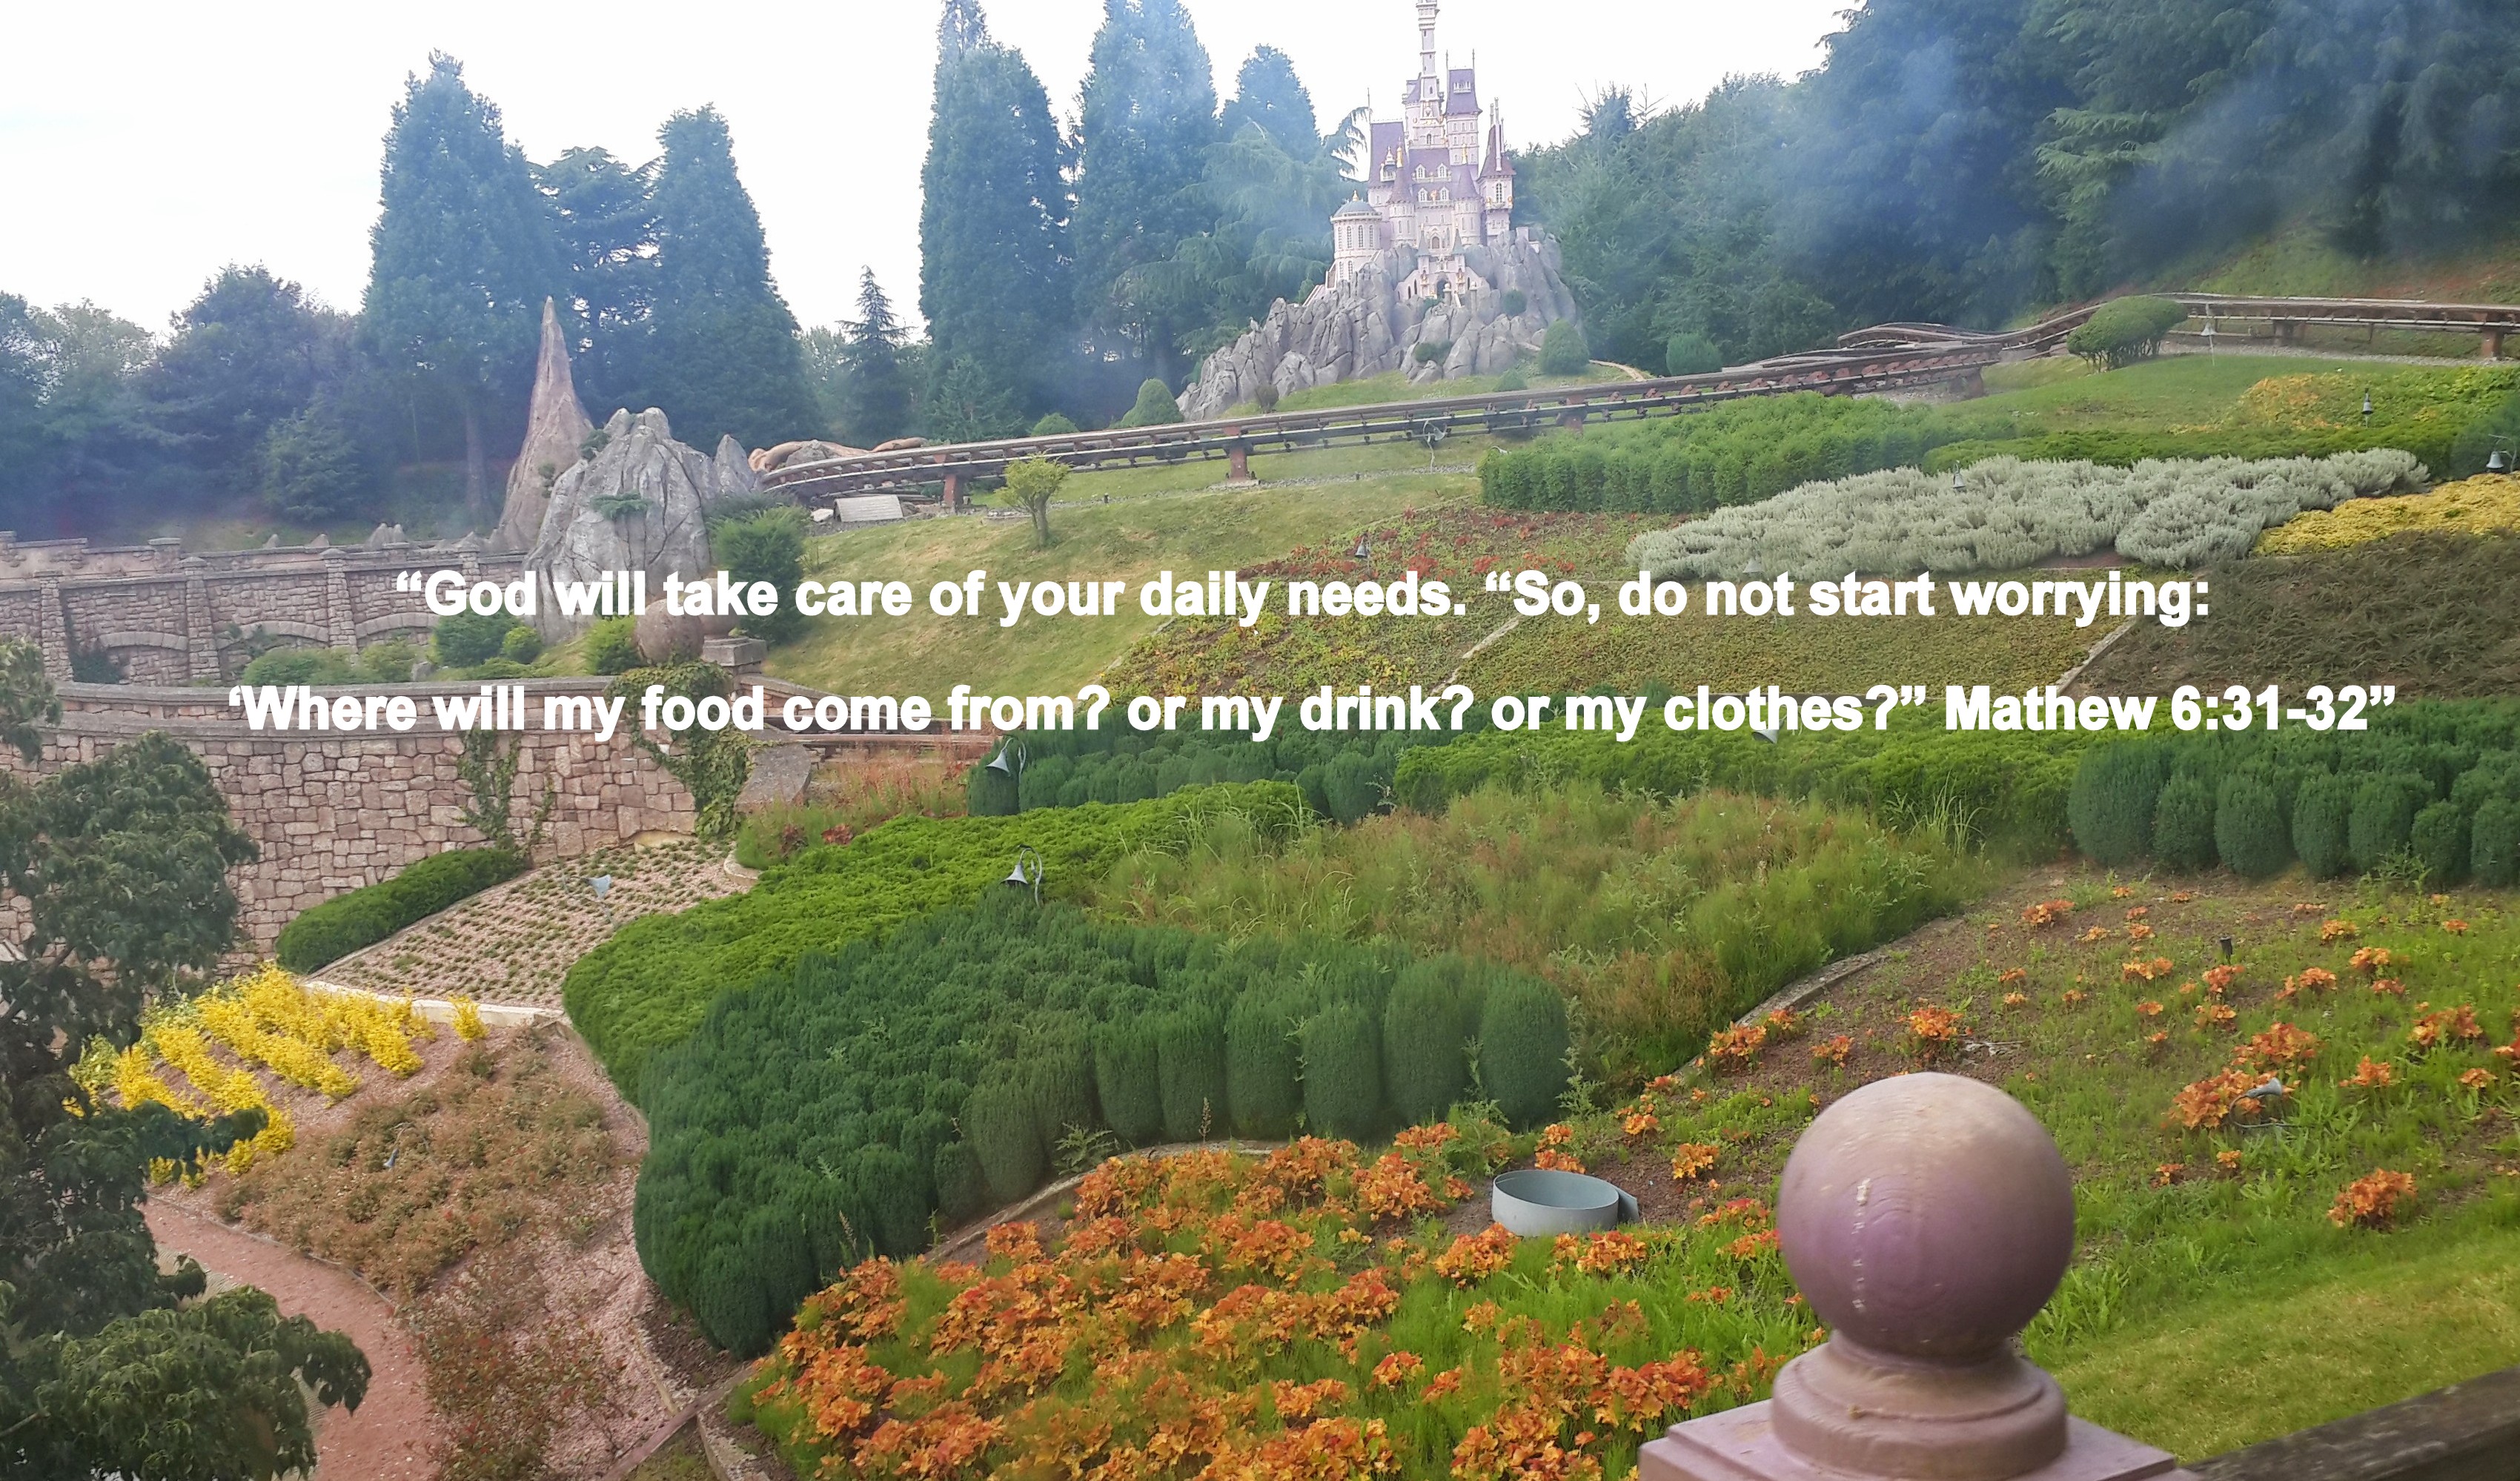 “God will take care of your daily needs. “So, do not start worrying:
‘Where will my food come from? or my drink? or my clothes?” Mathew 6:31-32”